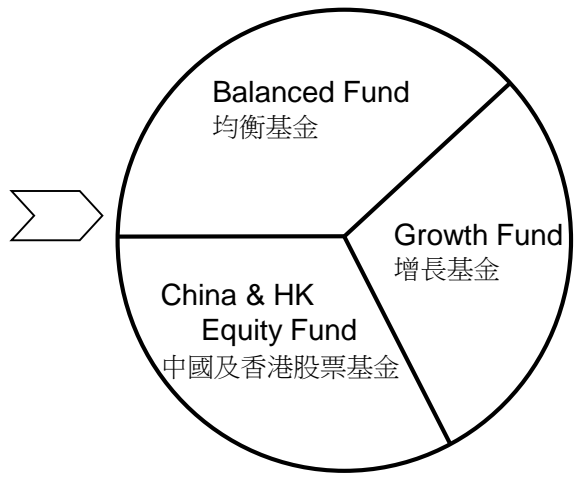 Balanced Fund
均衡基金
Growth Fund
增長基金
China & HK
Equity Fund
中國及香港股票基金